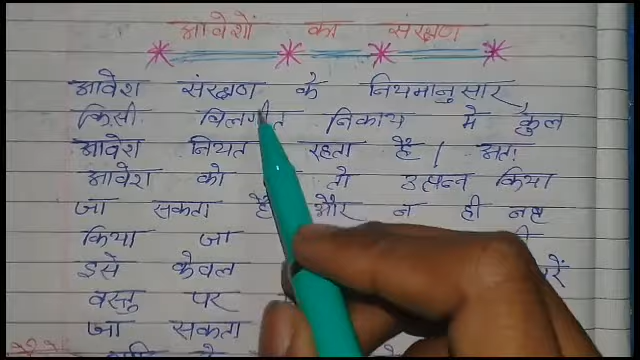 आवेशों का संरक्षण
आवेश संरक्षण के नियमानुसार
किसी विलगित निकाय मे कुल
आवेश नियत रहता है। अतः
आवेश को तो उत्पन्न किया
जा सकता है और न ही नष्ट
किया जा
इसे केवल
वस्तु पर
जा सकता